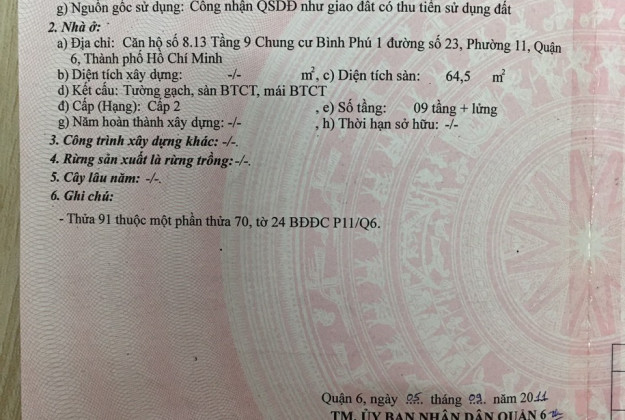 g) Nguồn gốc sử dụng: Công nhận QSDĐ như giao đất có thu tiền sử dụng đất
2. Nhà ở:
a) Địa chỉ: Căn hộ số 8.13 Tầng 9 Chung cư Bình Phú 1 đường số 23, Phường 11, Quận
6, Thành phố Hồ Chí Minh
b) Diện tích xây dựng: -/- m², c) Diện tích sàn: 64,5 m²
d) Kết cấu: Tường gạch, sàn BTCT, mái BTCT
đ) Cấp (Hạng): Cấp 2 , e) Số tầng: 09 tầng + lửng
g) Năm hoàn thành xây dựng: -/- , h) Thời hạn sở hữu: -/-
3. Công trình xây dựng khác: -/-.
4. Rừng sản xuất là rừng trồng:-/-.
5. Cây lâu năm: -/-.
6. Ghi chú:
- Thửa 91 thuộc một phần thửa 70, tờ 24 BĐĐC P11/Q6.
Quận 6, ngày 05 tháng 09 năm 2011
TM. ỦY BAN NHÂN DÂN QUẬN 6